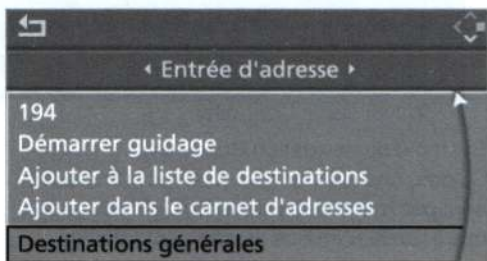 Entrée d'adresse
194
Démarrer guidage
Ajouter à la liste de destinations
Ajouter dans le carnet d'adresses
Destinations générales